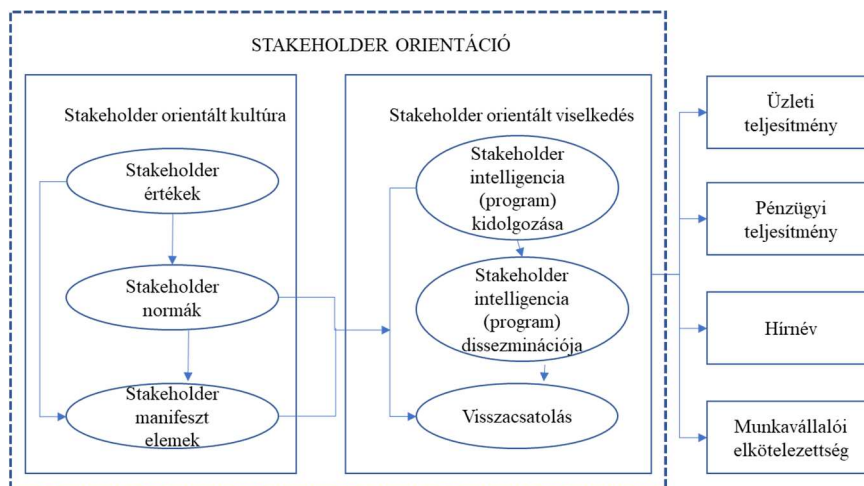 STAKEHOLDER ORIENTÁCIÓ
Stakeholder orientált kultúra
Stakeholder
értékek
Stakeholder
normák
Stakeholder
manifeszt
elemek
Stakeholder orientált viselkedés
Stakeholder
intelligencia
(program)
kidolgozása
Stakeholder
intelligencia
(program)
disszeminációja
Visszacsatolás
Üzleti
teljesítmény
Pénzügyi
teljesítmény
Hírnév
Munkavállalói
elkötelezettség